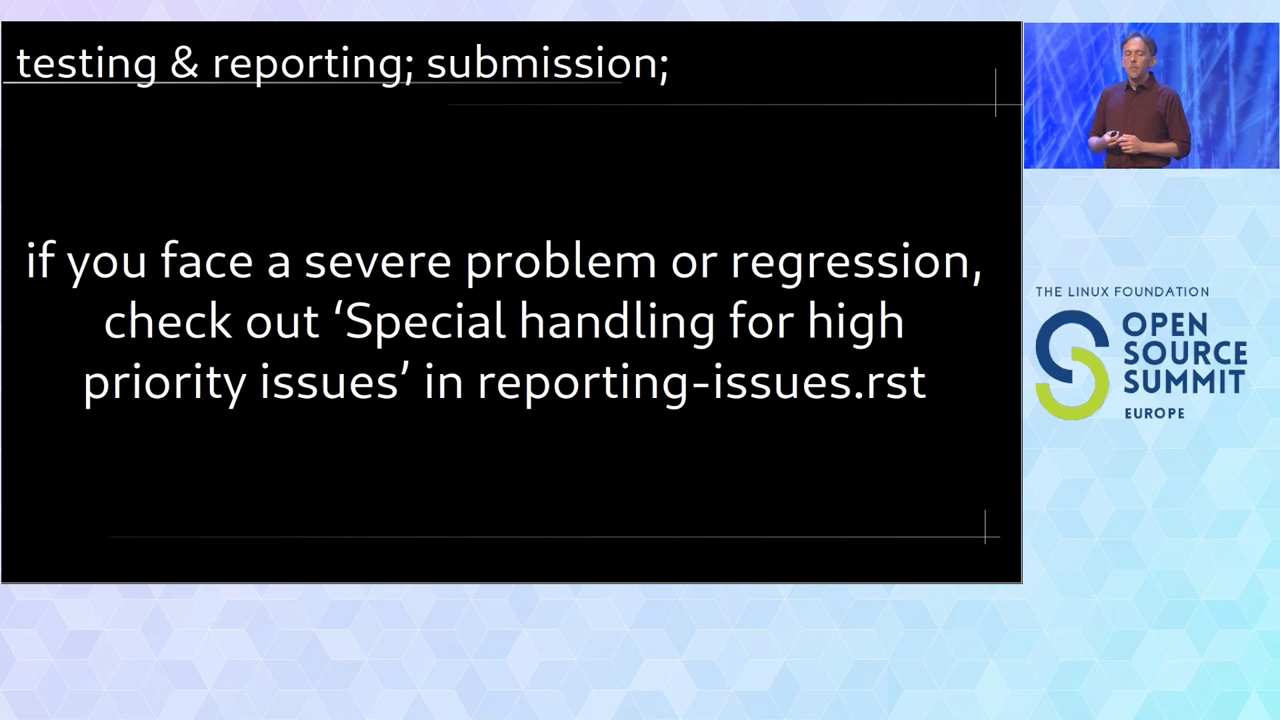 testing & reporting; submission;
if you face a severe problem or regression,
check out ‘Special handling for high
priority issues’ in reporting-issues.rst
THE LINUX FOUNDATION
OPEN
SOURCE
SUMMIT
EUROPE